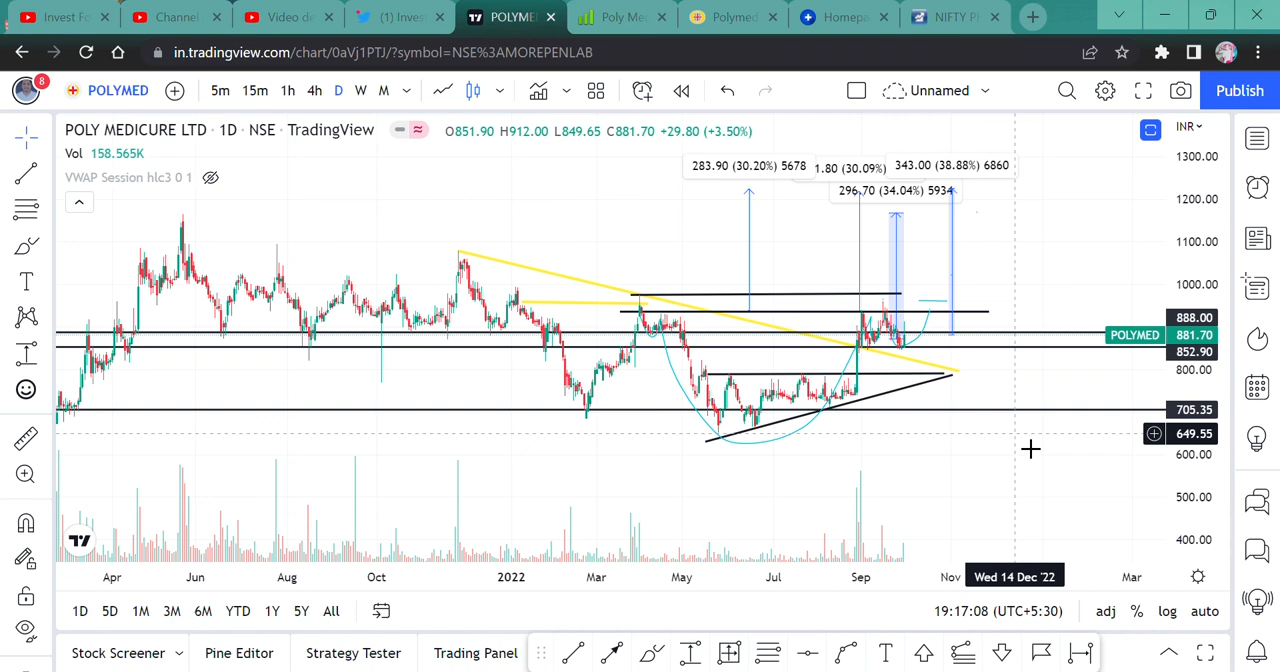 Invest Fo
Channel
Video de
(1) Inves
POLYME
Poly Me
Polymed
Homepa
NIFTY P
in.tradingview.com/chart/0aVj1PTJ/?symbol=NSE%3AMOREPENLAB
8
POLYMED
5m 15m 1h 4h D W M
Unnamed
Publish
POLY MEDICURE LTD · 1D · NSE · TradingView
O851.90 H912.00 L849.65 C881.70 +29.80 (+3.50%)
INR
Vol 158.565K
VWAP Session hlc3 0 1
283.90 (30.20%) 5678
1.80 (30.09%)
343.00 (38.88%) 6860
296.70 (34.04%) 5934
1300.00
1200.00
1100.00
1000.00
888.00
POLYMED 881.70
852.90
800.00
705.35
649.55
600.00
500.00
400.00
Apr Jun Aug Oct 2022 Mar May Jul Sep Nov Wed 14 Dec '22 Mar
1D 5D 1M 3M 6M YTD 1Y 5Y All
19:17:08 (UTC+5:30) adj % log auto
Stock Screener Pine Editor Strategy Tester Trading Panel